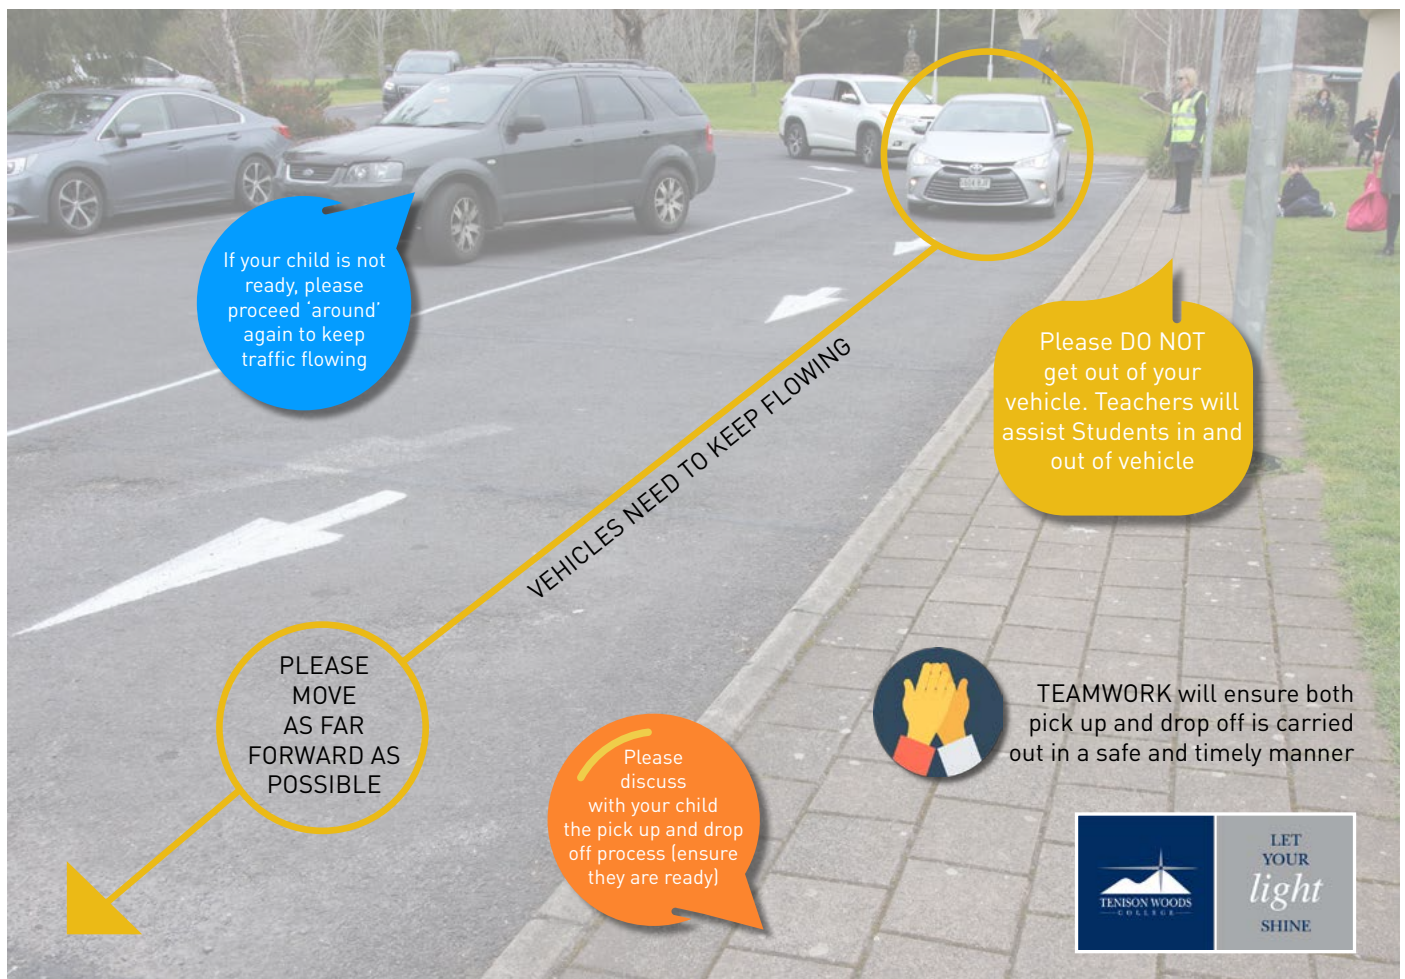 If your child is not
ready, please
proceed ‘around’
again to keep
traffic flowing
Please DO NOT
get out of your
vehicle. Teachers will
assist Students in and
out of vehicle
VEHICLES NEED TO KEEP FLOWING
PLEASE
MOVE
AS FAR
FORWARD AS
POSSIBLE
Please
discuss
with your child
the pick up and drop
off process (ensure
they are ready)
TEAMWORK will ensure both
pick up and drop off is carried
out in a safe and timely manner
TENISON WOODS
COLLEGE
LET
YOUR
light
SHINE